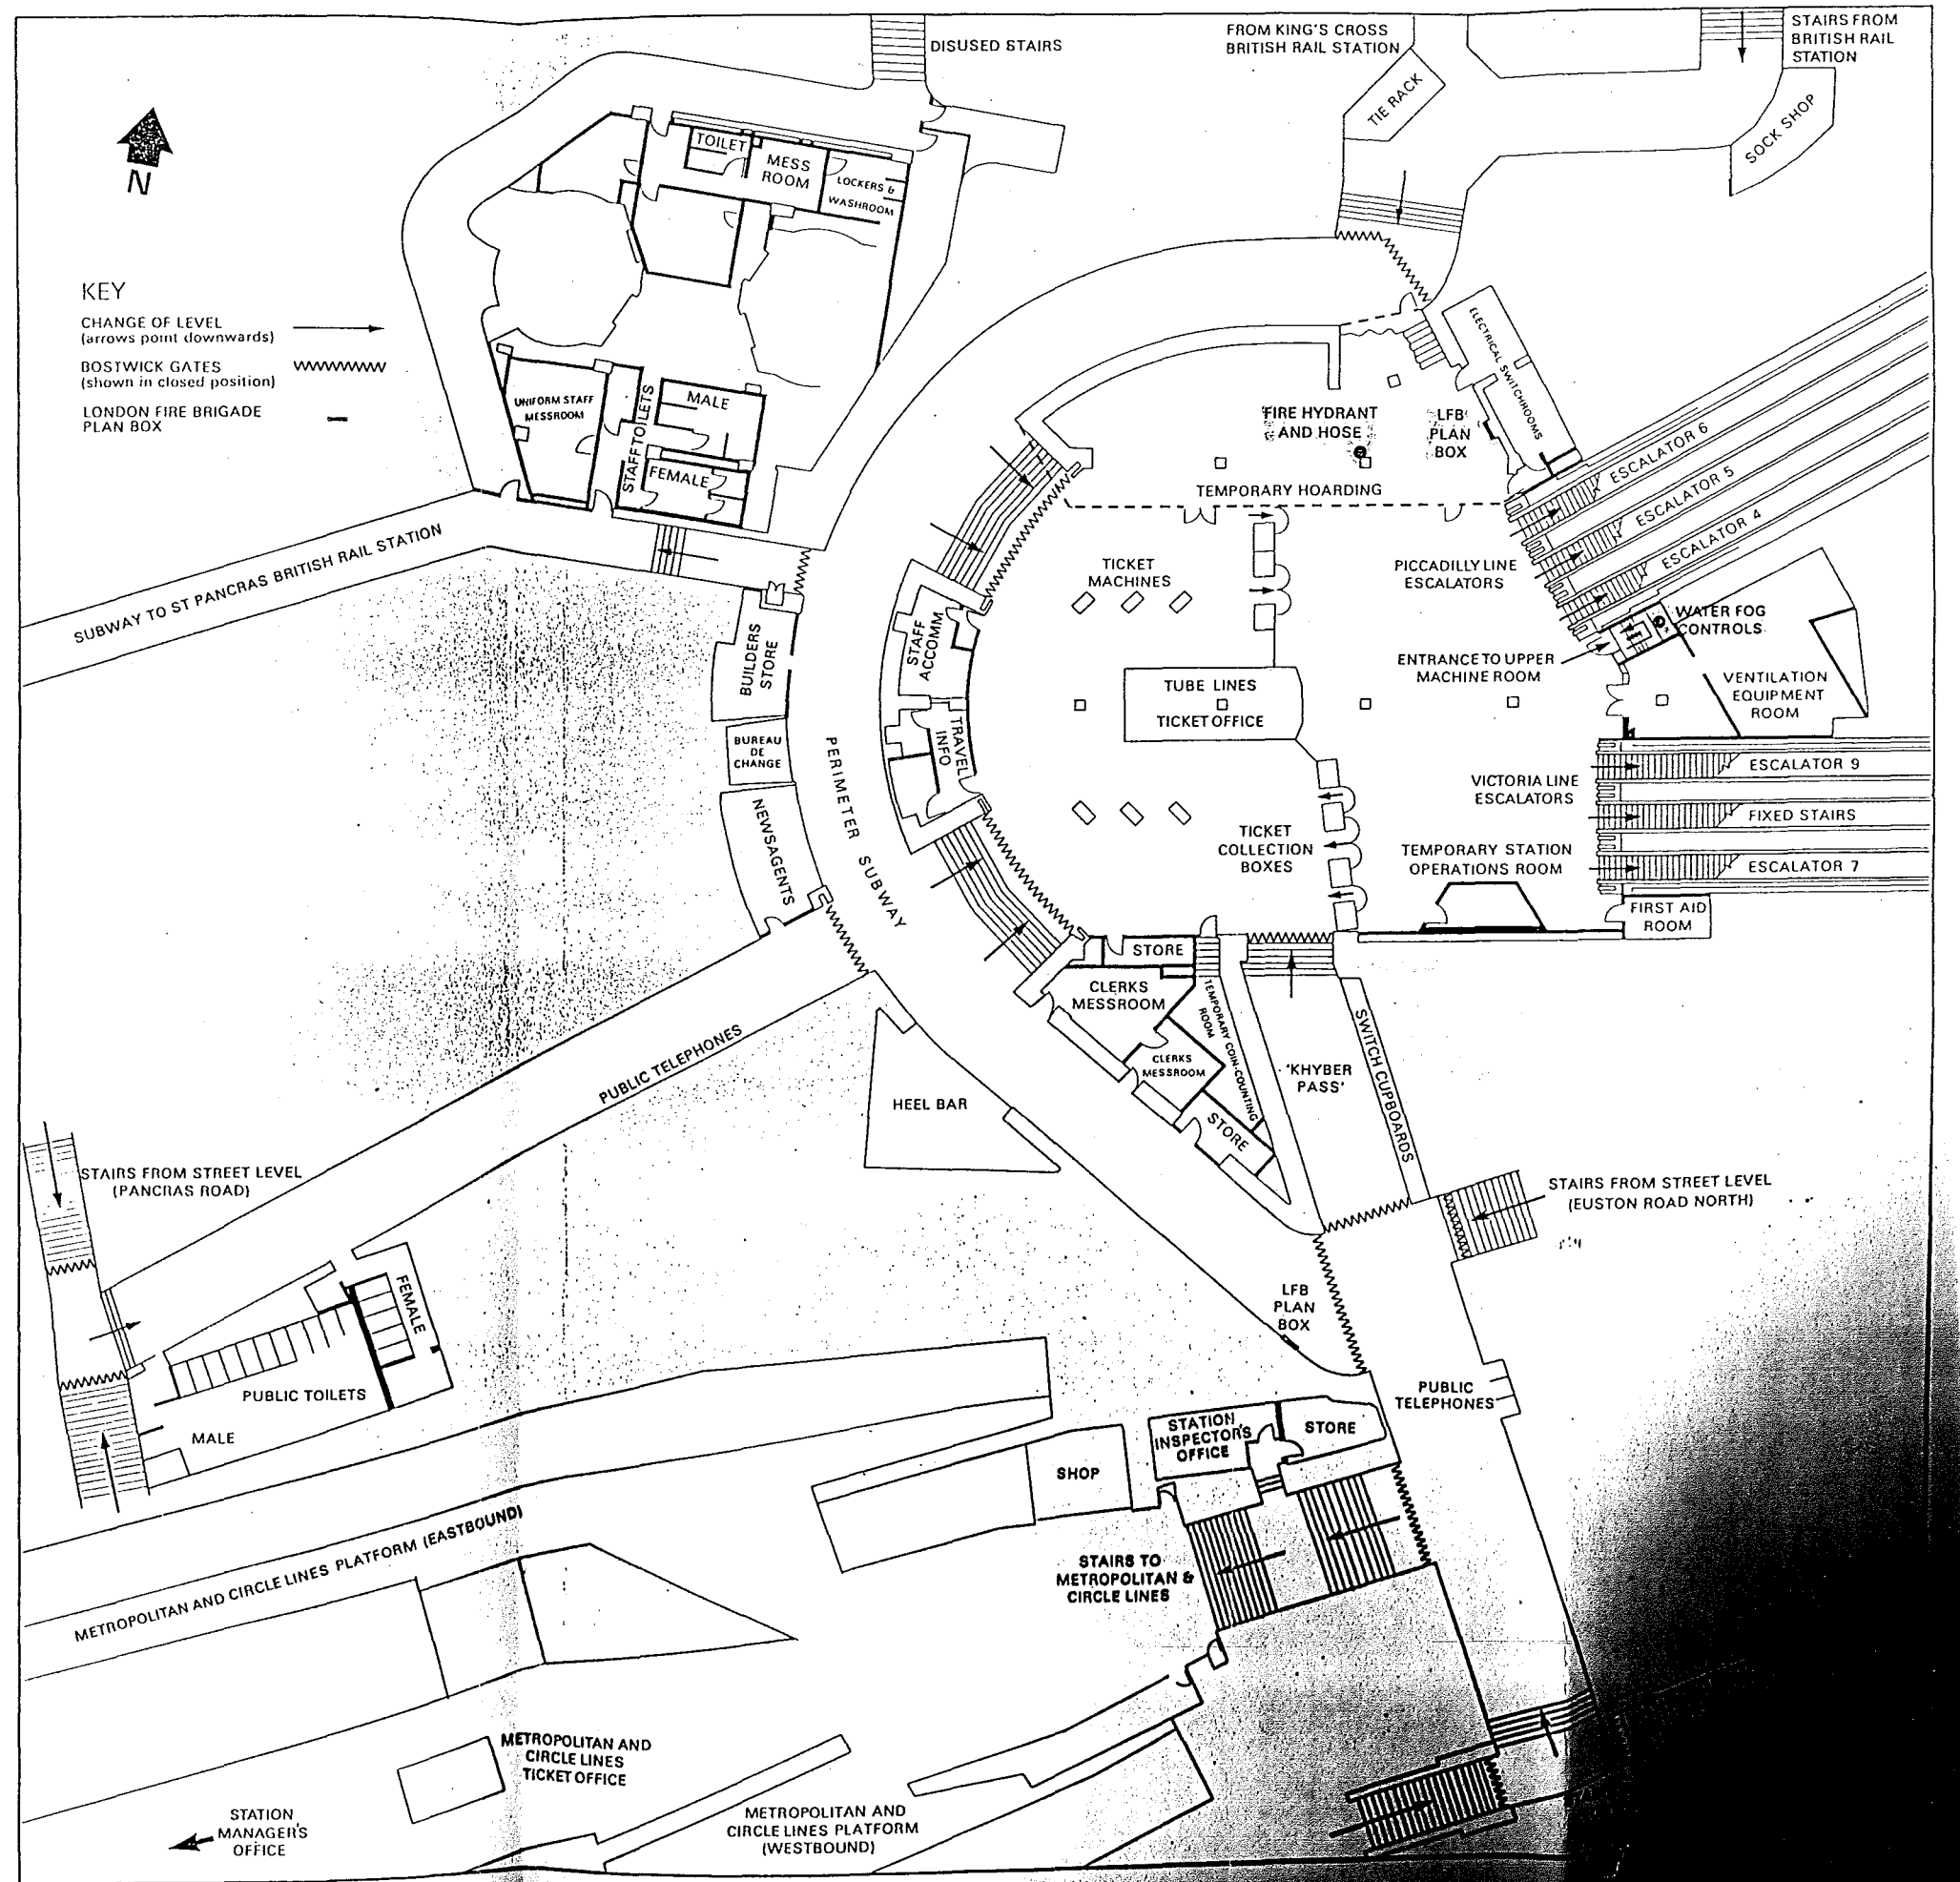 DISUSED STAIRS
FROM KING'S CROSS
BRITISH RAIL STATION
STAIRS FROM
BRITISH RAIL
STATION
TIE RACK
SOCK SHOP
N
TOILET
MESS
ROOM
LOCKERS &
WASHROOM
KEY
CHANGE OF LEVEL
(arrows point downwards)
BOSTWICK GATES
(shown in closed position)
LONDON FIRE BRIGADE
PLAN BOX
UNIFORM STAFF
MESSROOM
STAFF TOILETS
MALE
FEMALE
ELECTRICAL SWITCHROOMS
FIRE HYDRANT
AND HOSE
LFB
PLAN
BOX
ESCALATOR 6
ESCALATOR 5
ESCALATOR 4
TEMPORARY HOARDING
SUBWAY TO ST PANCRAS BRITISH RAIL STATION
TICKET
MACHINES
PICCADILLY LINE
ESCALATORS
WATER FOG
CONTROLS
BUILDERS
STORE
STAFF
ACCOMM
ENTRANCE TO UPPER
MACHINE ROOM
VENTILATION
EQUIPMENT
ROOM
TUBE LINES
TICKET OFFICE
BUREAU
DE
CHANGE
TRAVEL
INFO
PERIMETER SUBWAY
ESCALATOR 9
VICTORIA LINE
ESCALATORS
FIXED STAIRS
NEWSAGENTS
TICKET
COLLECTION
BOXES
TEMPORARY STATION
OPERATIONS ROOM
ESCALATOR 7
FIRST AID
ROOM
STORE
CLERKS
MESSROOM
TEMPORARY COIN-COUNTING
ROOM
CLERKS
MESSROOM
STORE
'KHYBER
PASS'
SWITCH CUPBOARDS
PUBLIC TELEPHONES
HEEL BAR
STAIRS FROM STREET LEVEL
(PANCRAS ROAD)
STAIRS FROM STREET LEVEL
(EUSTON ROAD NORTH)
FEMALE
LFB
PLAN
BOX
PUBLIC TOILETS
MALE
PUBLIC
TELEPHONES
STATION
INSPECTOR'S
OFFICE
STORE
SHOP
METROPOLITAN AND CIRCLE LINES PLATFORM (EASTBOUND)
STAIRS TO
METROPOLITAN &
CIRCLE LINES
METROPOLITAN AND
CIRCLE LINES
TICKET OFFICE
STATION
MANAGER'S
OFFICE
METROPOLITAN AND
CIRCLE LINES PLATFORM
(WESTBOUND)